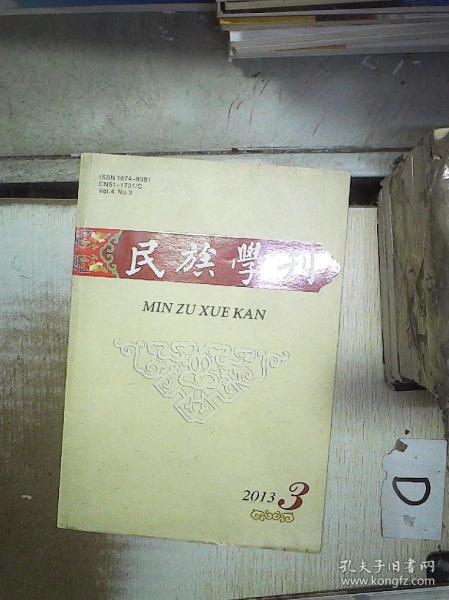 ISSN 1674-9391
CN51-1731/C
Vol.4 No.3
民族學刊
MIN ZU XUE KAN
2013 3
D
孔夫子旧书网
www.kongfz.com